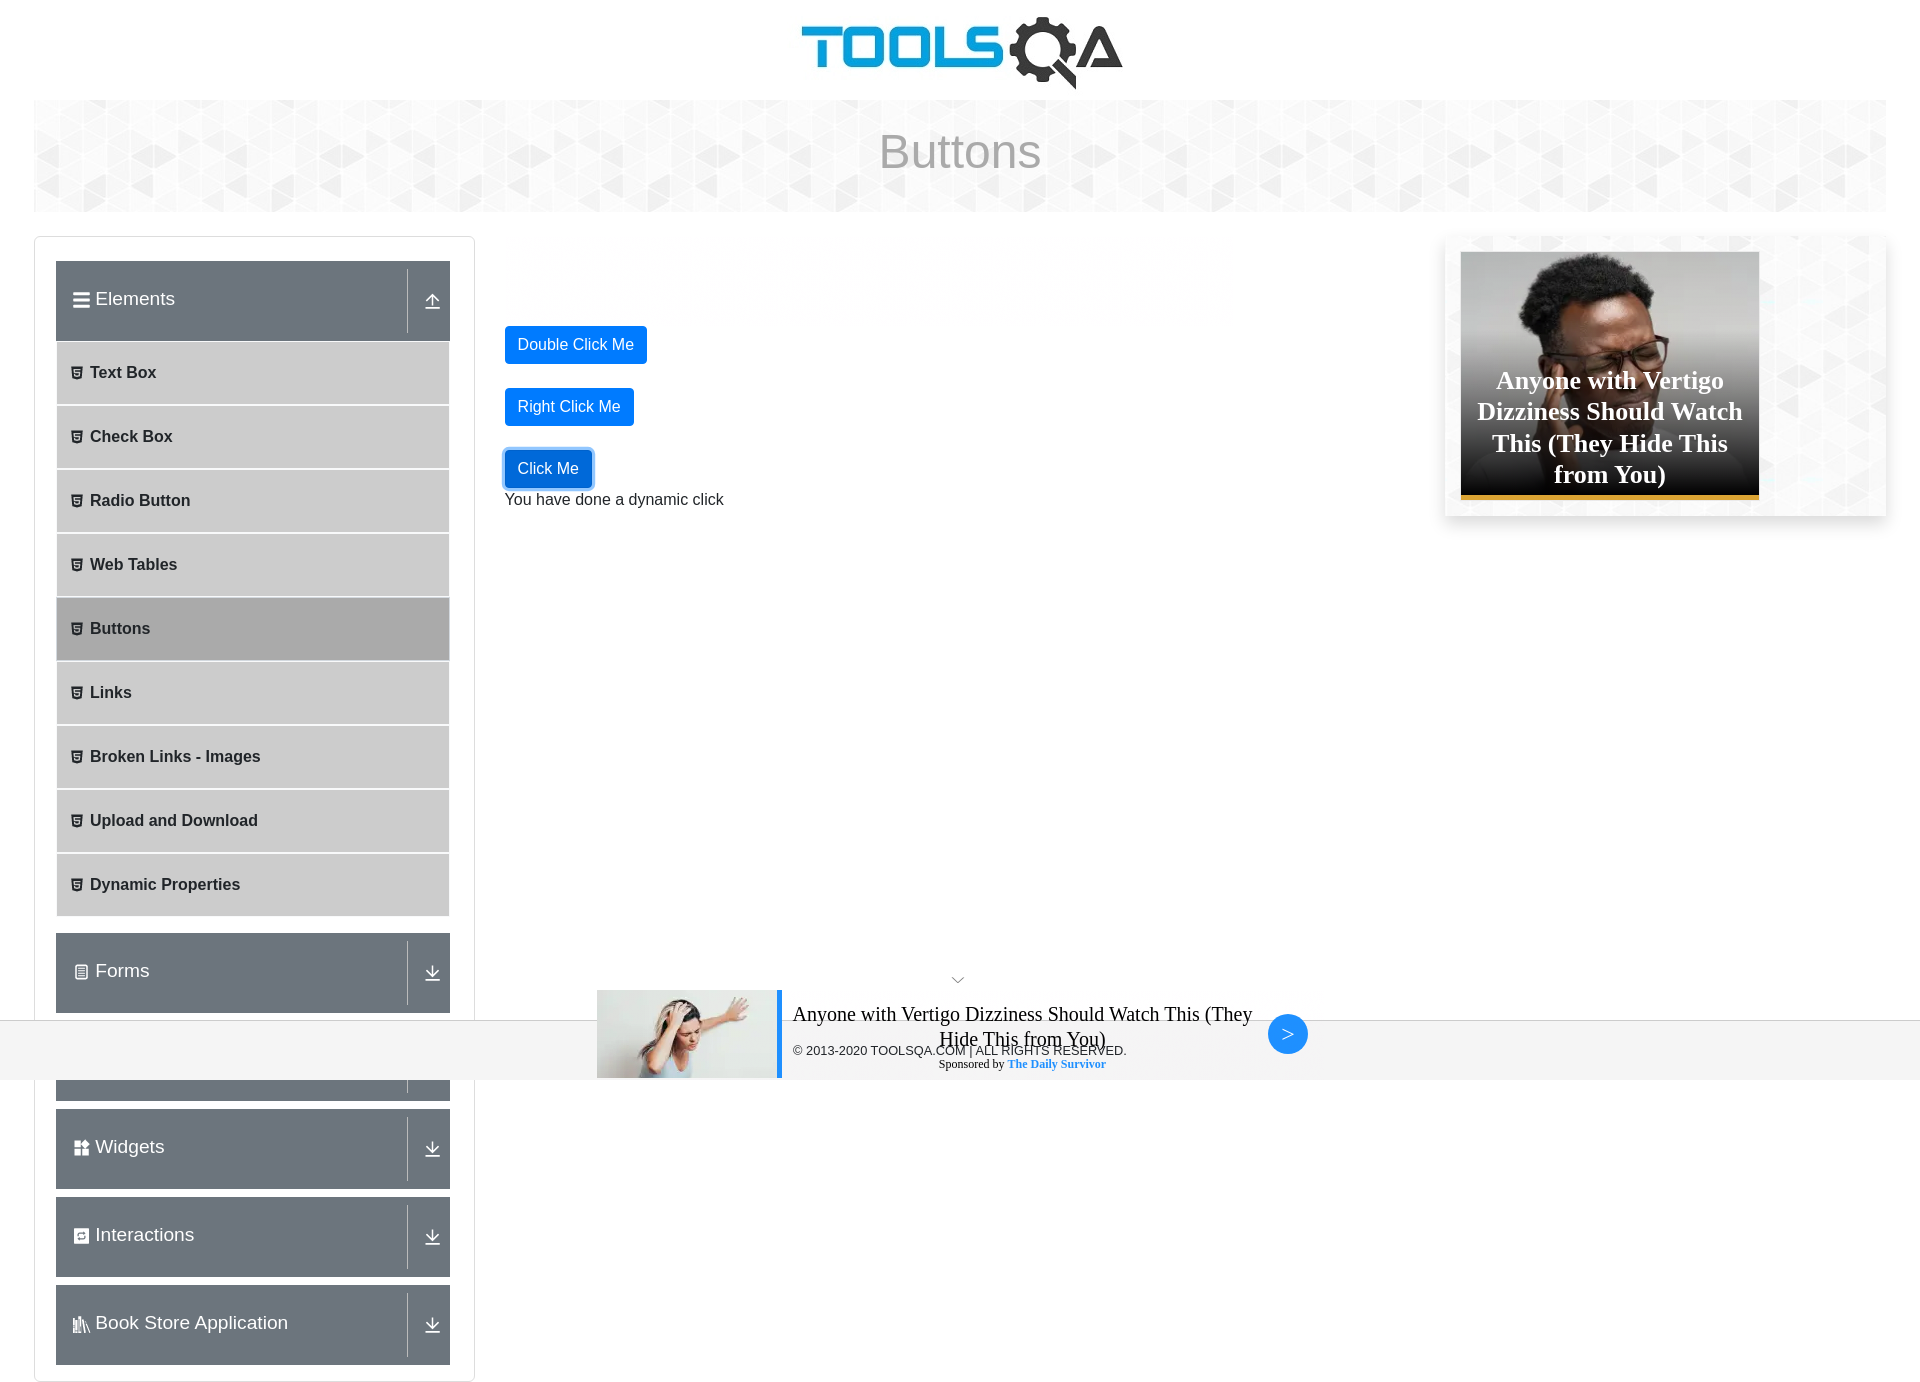 TOOLSQA
Buttons
Elements
Text Box
Check Box
Radio Button
Web Tables
Buttons
Links
Broken Links - Images
Upload and Download
Dynamic Properties
Forms
Widgets
Interactions
Book Store Application
Double Click Me
Right Click Me
Click Me
You have done a dynamic click
Anyone with Vertigo
Dizziness Should Watch
This (They Hide This
from You)
Anyone with Vertigo Dizziness Should Watch This (They
Hide This from You)
© 2013-2020 TOOLSQA.COM | ALL RIGHTS RESERVED.
Sponsored by The Daily Survivor
>